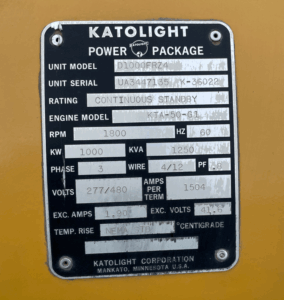 KATOLIGHT
POWER PACKAGE
UNIT MODEL D1000FRZ4
UNIT SERIAL
RATING CONTINUOUS STANDBY
ENGINE MODEL KTA-50-G1
RPM 1800 HZ 60
KW 1000 KVA 1250
PHASE 3 WIRE 4/12 PF
VOLTS 277/480 AMPS PER TERM 1504
EXC. AMPS EXC. VOLTS
TEMP. RISE CENTIGRADE
KATOLIGHT CORPORATION
MANKATO, MINNESOTA U.S.A.